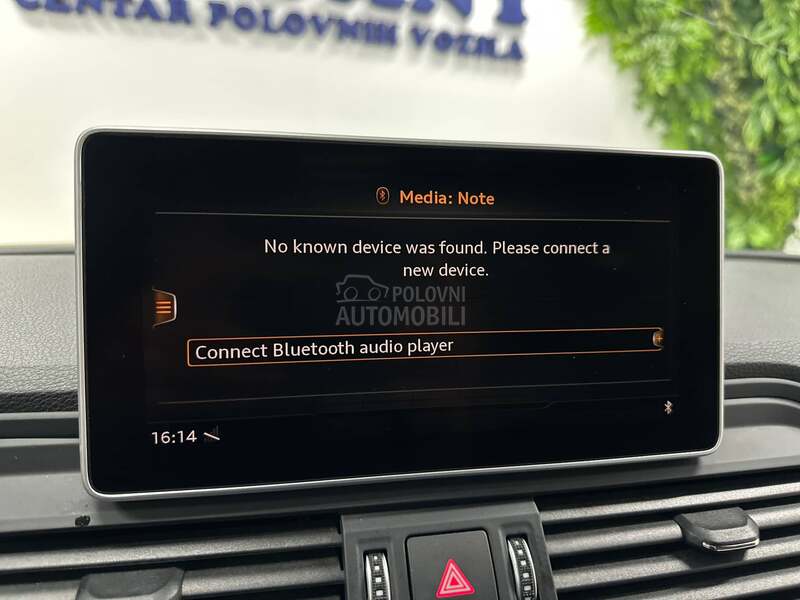 CENTAR POLOVNIH VOZILA
Media: Note
No known device was found. Please connect a
new device.
POLOVNI
AUTOMOBILI
Connect Bluetooth audio player
16:14